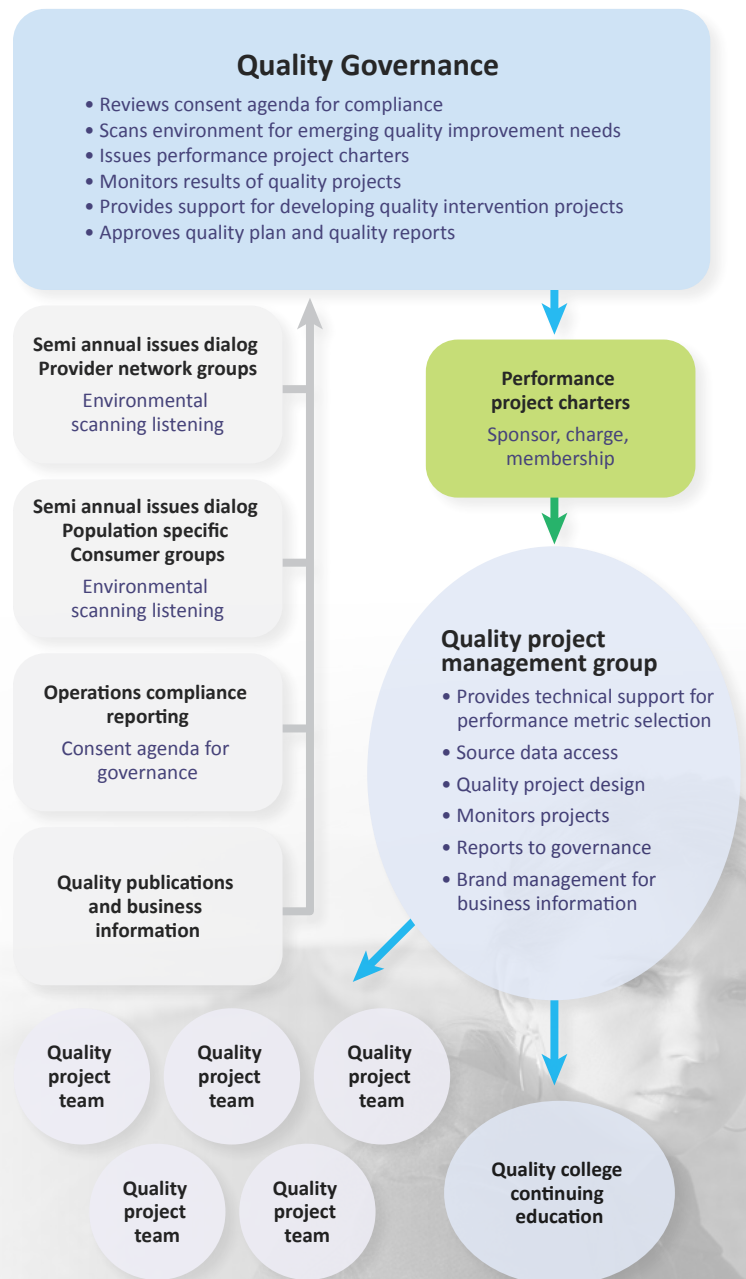 Quality Governance
• Reviews consent agenda for compliance
• Scans environment for emerging quality improvement needs
• Issues performance project charters
• Monitors results of quality projects
• Provides support for developing quality intervention projects
• Approves quality plan and quality reports
Semi annual issues dialog
Provider network groups
Environmental
scanning listening
Semi annual issues dialog
Population specific
Consumer groups
Environmental
scanning listening
Operations compliance
reporting
Consent agenda for
governance
Quality publications
and business
information
Performance
project charters
Sponsor, charge,
membership
Quality project
management group
• Provides technical support for
performance metric selection
• Source data access
• Quality project design
• Monitors projects
• Reports to governance
• Brand management for
business information
Quality
project
team
Quality
project
team
Quality
project
team
Quality
project
team
Quality
project
team
Quality college
continuing
education